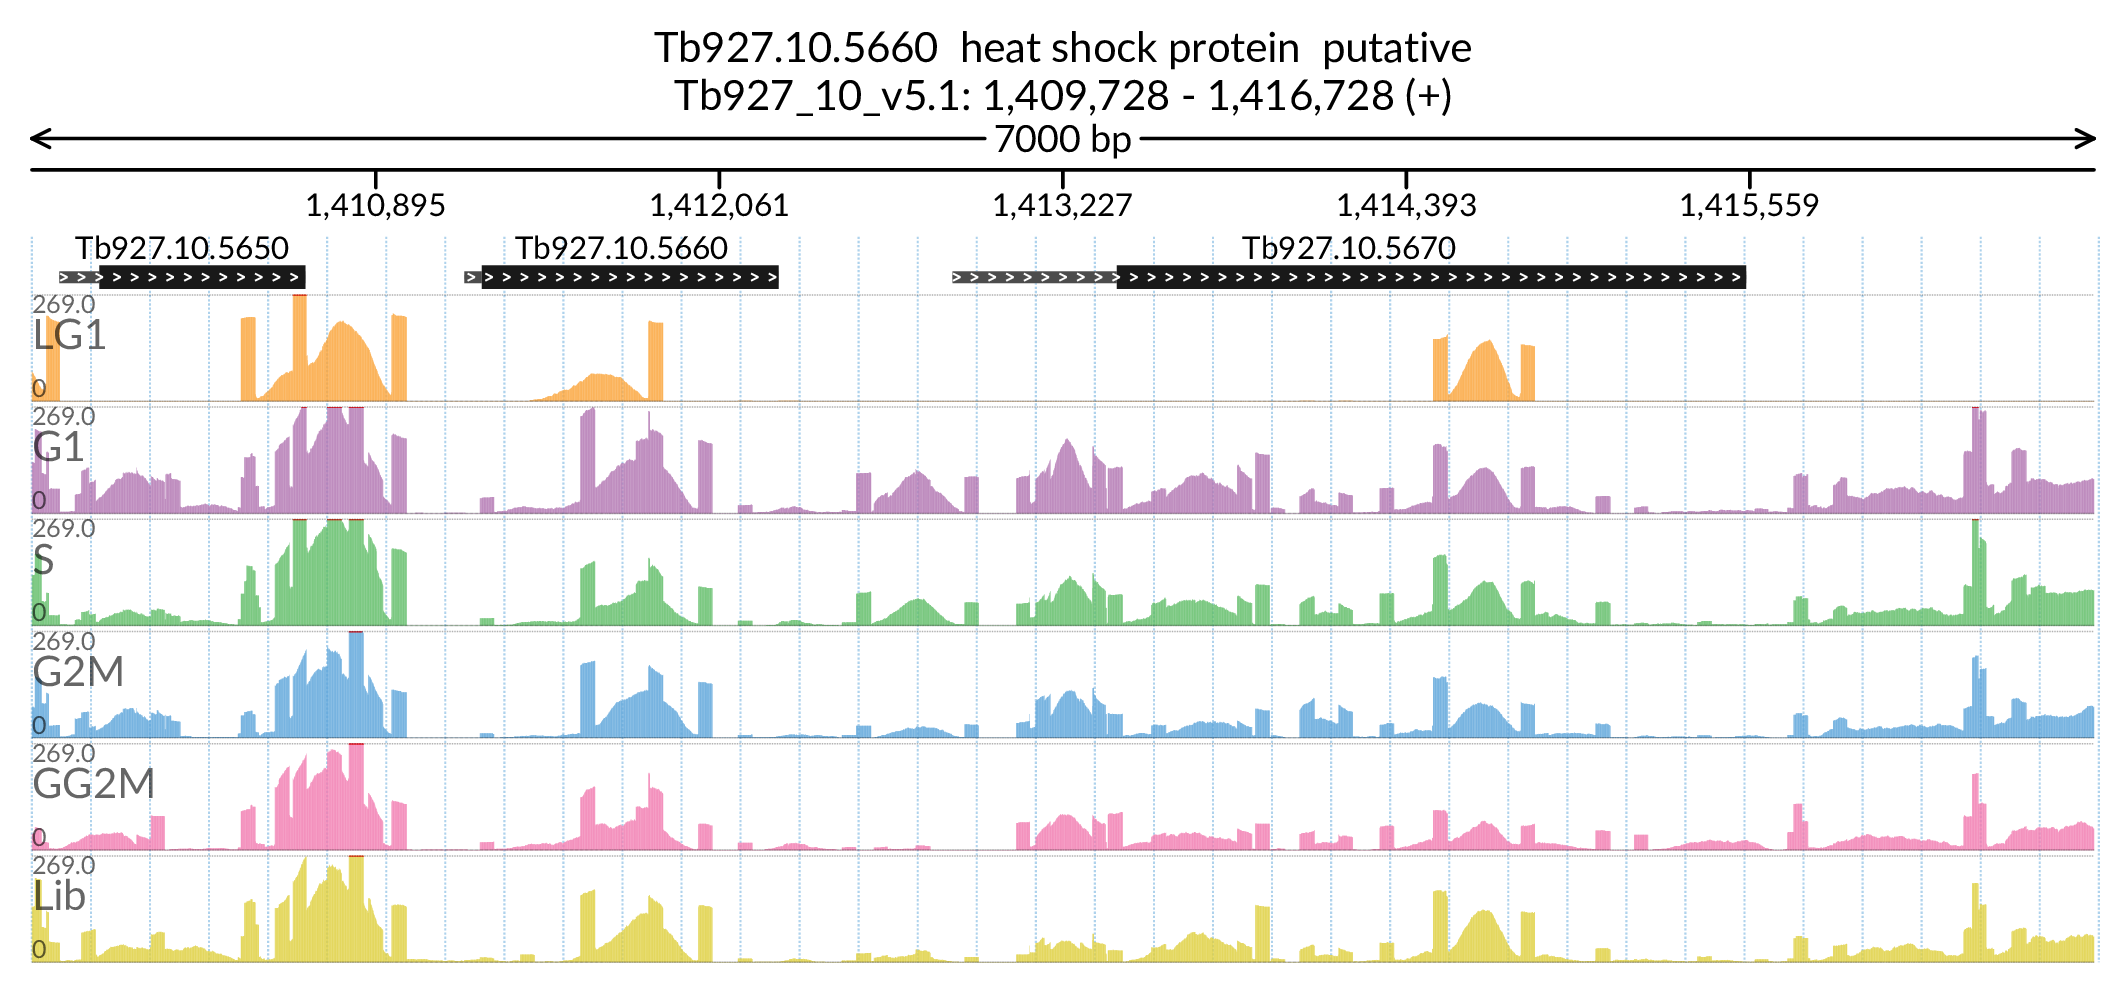 Tb927.10.5660  heat shock protein  putative
Tb927_10_v5.1: 1,409,728 - 1,416,728 (+)
7000 bp
1,410,895 1,412,061 1,413,227 1,414,393 1,415,559
Tb927.10.5650 Tb927.10.5660 Tb927.10.5670
269.0
LG1
0
269.0
G1
0
269.0
S
0
269.0
G2M
0
269.0
GG2M
0
269.0
Lib
0